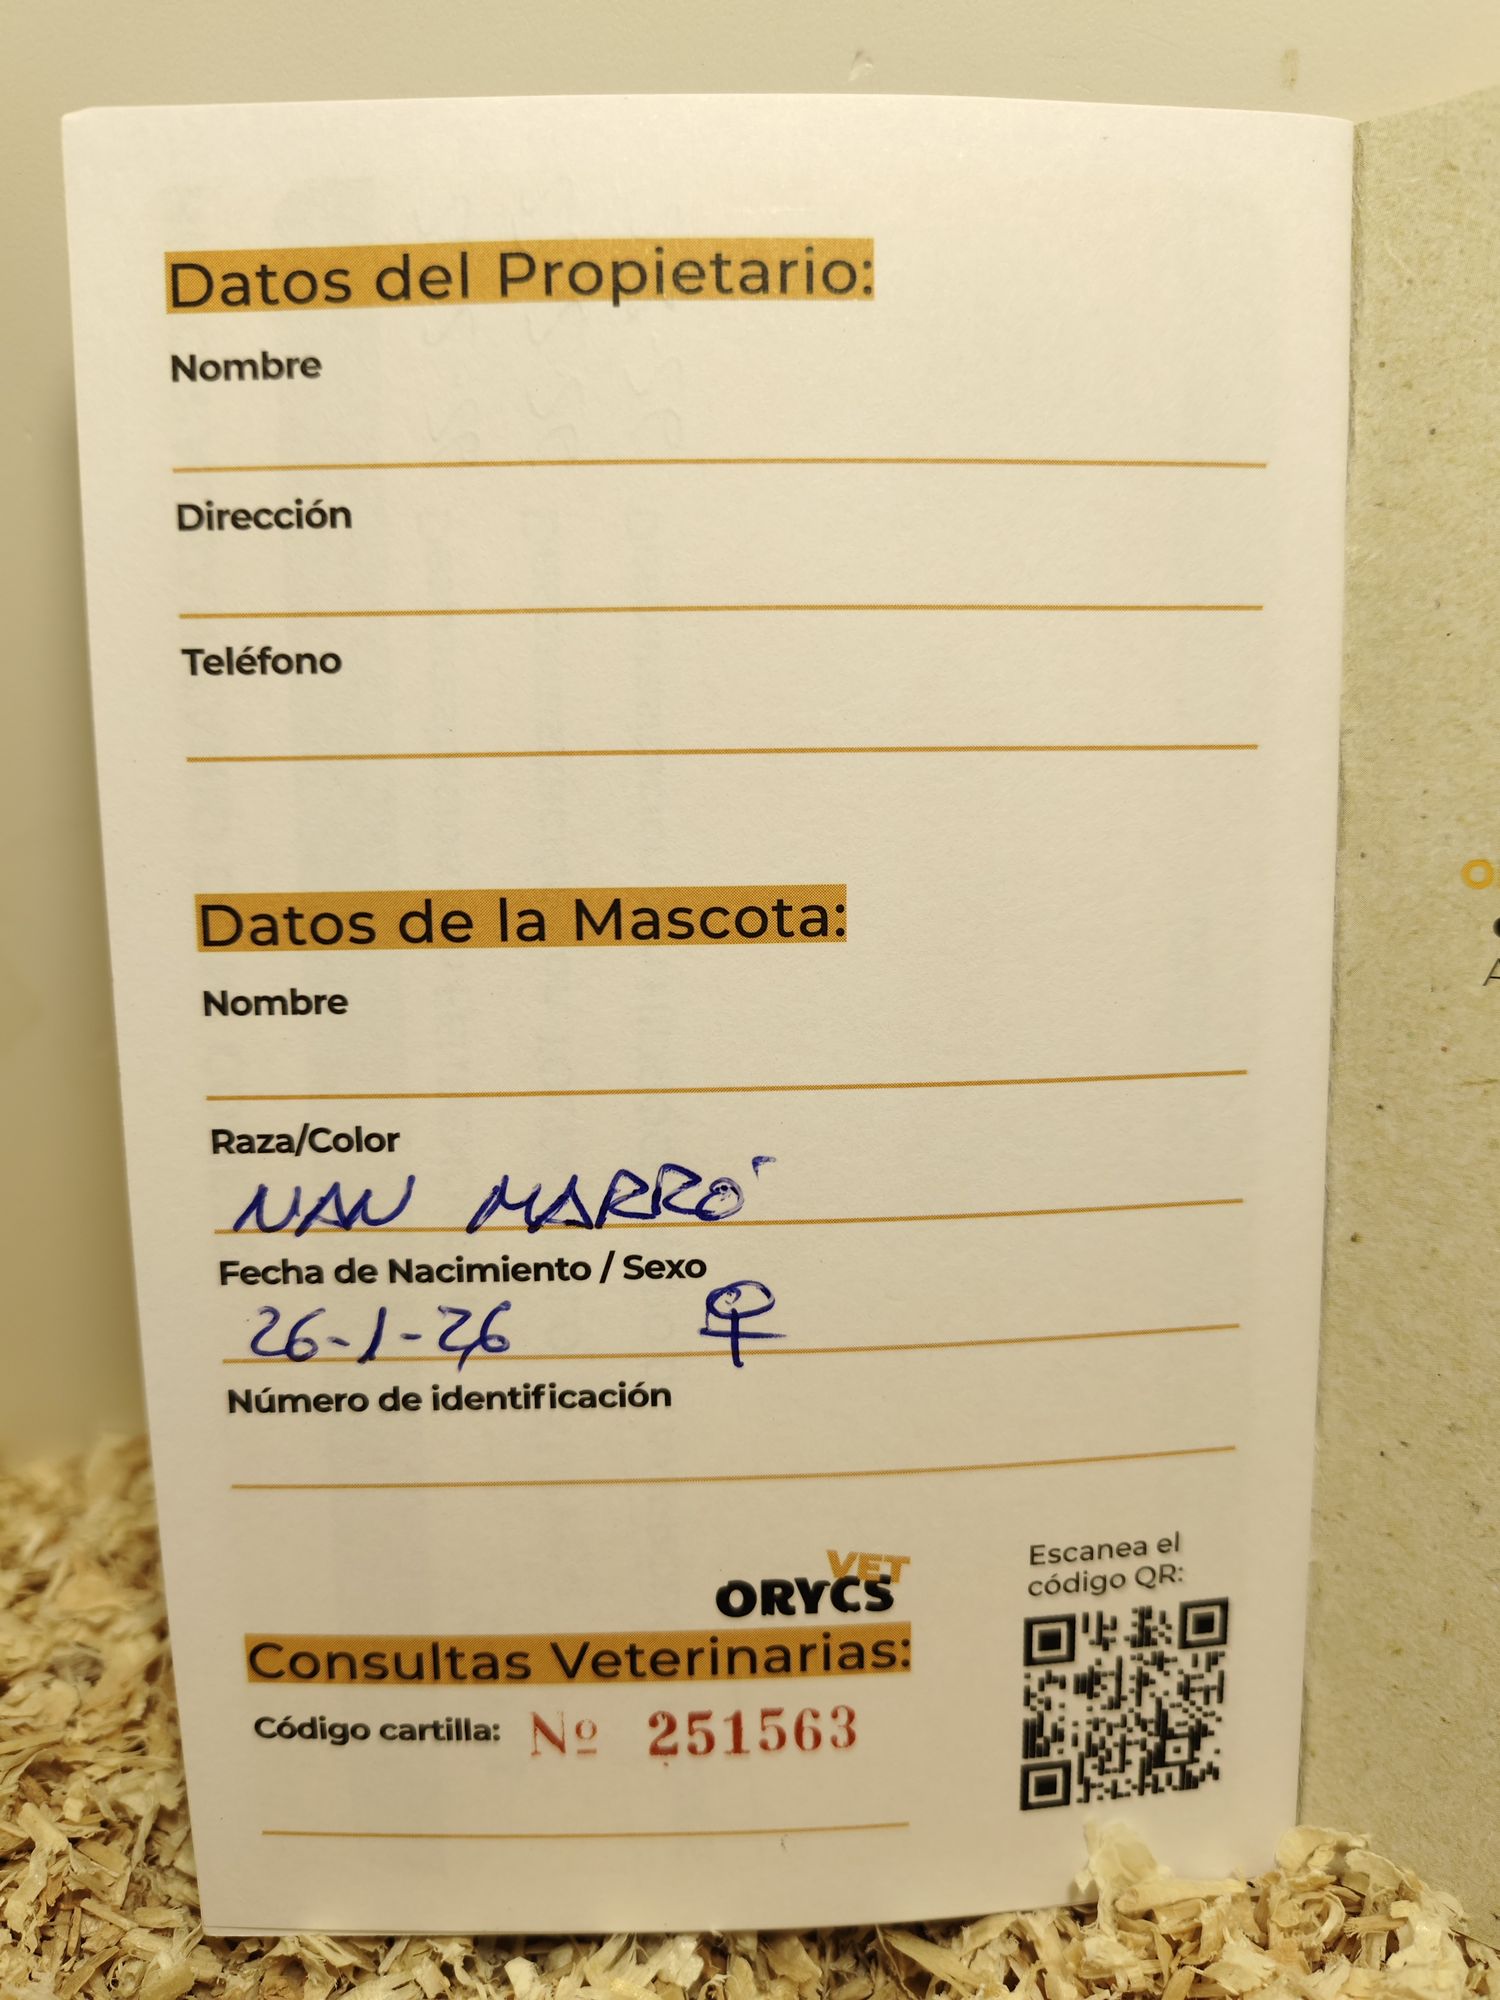 Datos del Propietario:
Nombre
Dirección
Teléfono
Datos de la Mascota:
Nombre
Raza/Color
NAN MARRÓ
Fecha de Nacimiento / Sexo
26-1-26 ♀
Número de identificación
VET
ORYCS
Consultas Veterinarias:
Código cartilla: Nº 251563
Escanea el
código QR: